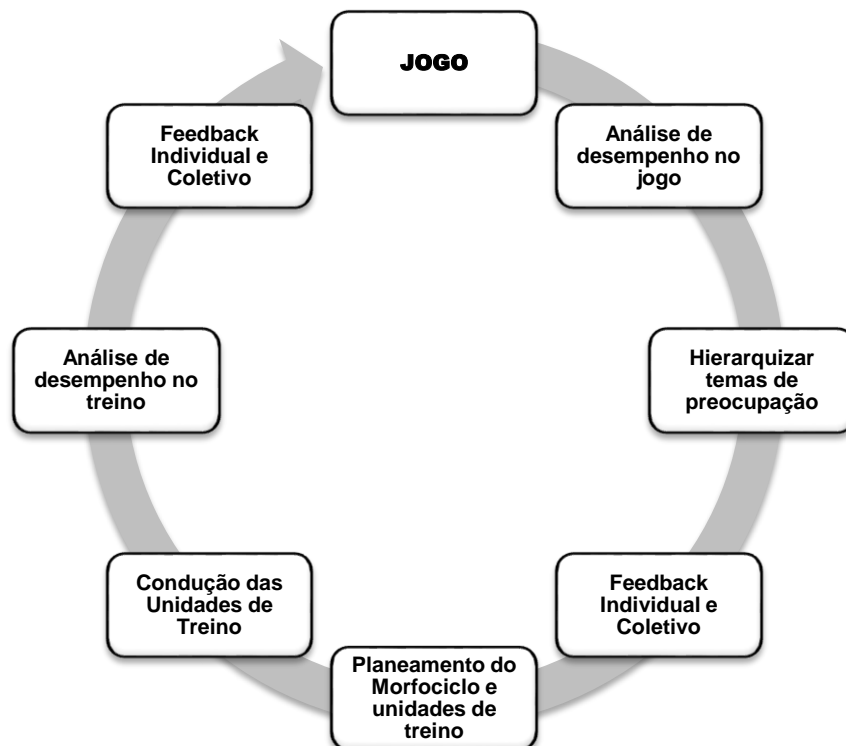 JOGO
Análise de
desempenho no
jogo
Hierarquizar
temas de
preocupação
Feedback
Individual e
Coletivo
Planeamento do
Morfociclo e
unidades de
treino
Condução das
Unidades de
Treino
Análise de
desempenho no
treino
Feedback
Individual e
Coletivo